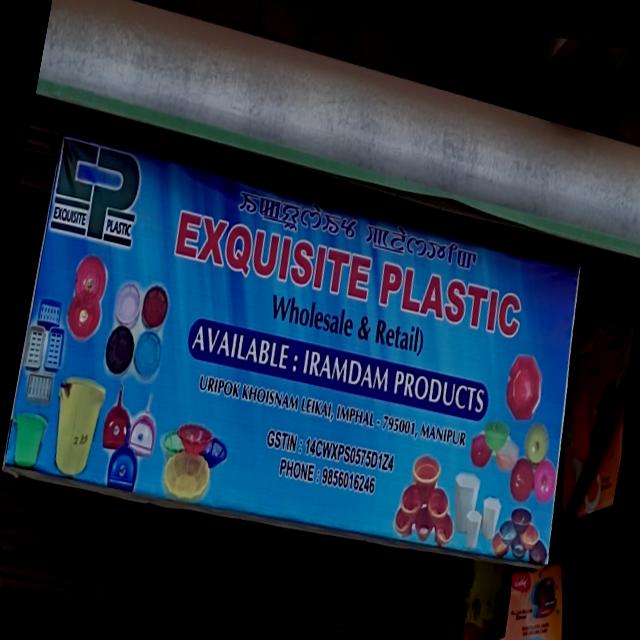 EP
EXQUISITE PLASTIC
EXQUISITE PLASTIC
Wholesale & Retail)
AVAILABLE : IRAMDAM PRODUCTS
URIPOK KHOISNAM LEIKAI, IMPHAL - 795001, MANIPUR
GSTIN : 14CWXPS0575D1Z4
PHONE : 9856016246